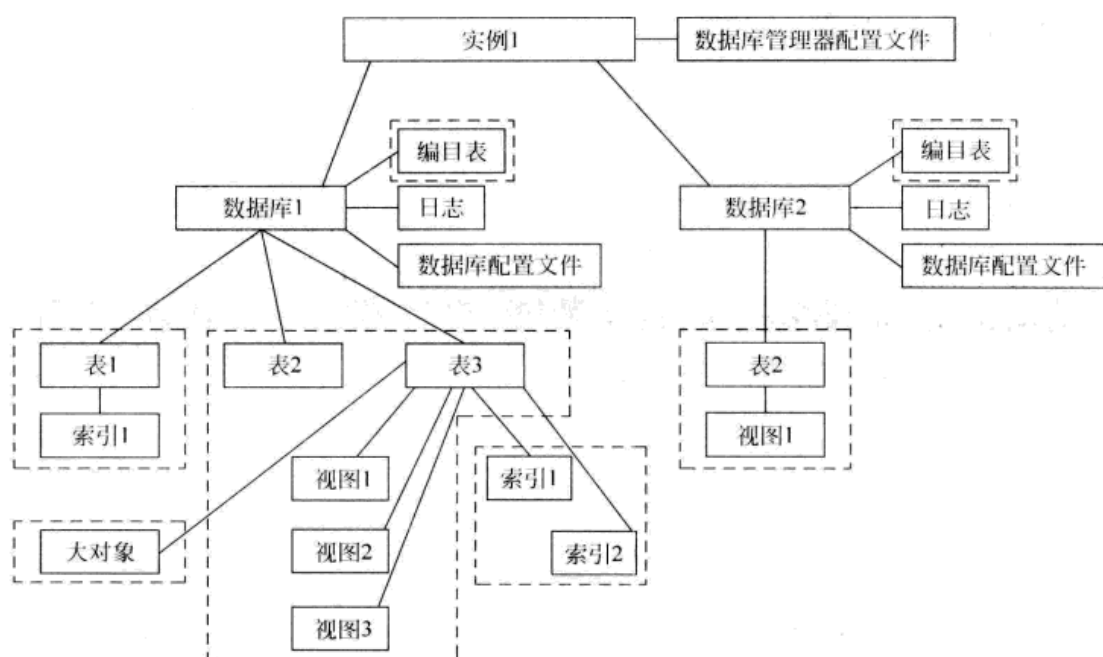 实例1
数据库管理器配置文件
编目表
编目表
数据库1
日志
数据库2
日志
数据库配置文件
数据库配置文件
表1
表2
表3
表2
索引1
视图1
视图1
索引1
大对象
视图2
索引2
视图3